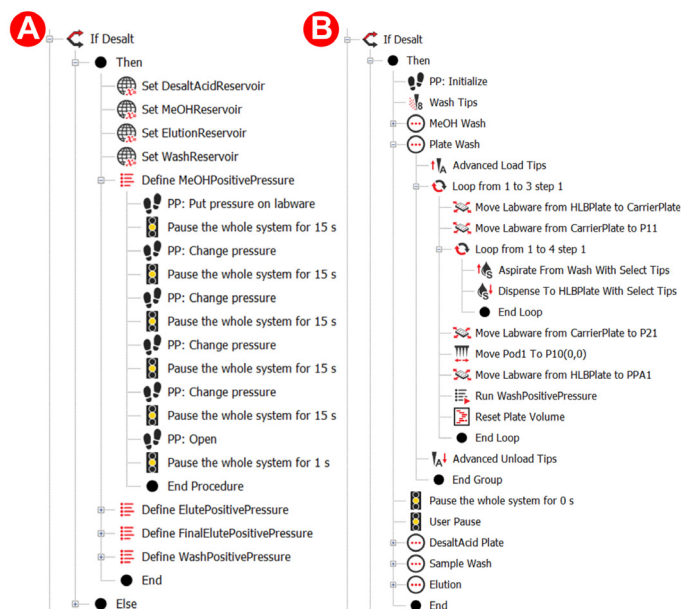 A
If Desalt
Then
Set DesaltAcidReservoir
Set MeOHReservoir
Set ElutionReservoir
Set WashReservoir
Define MeOHPositivePressure
PP: Put pressure on labware
Pause the whole system for 15 s
PP: Change pressure
Pause the whole system for 15 s
PP: Change pressure
Pause the whole system for 15 s
PP: Change pressure
Pause the whole system for 15 s
PP: Change pressure
Pause the whole system for 15 s
PP: Open
Pause the whole system for 1 s
End Procedure
Define ElutePositivePressure
Define FinalElutePositivePressure
Define WashPositivePressure
End
Else
B
If Desalt
Then
PP: Initialize
8
Wash Tips
MeOH Wash
Plate Wash
A
Advanced Load Tips
Loop from 1 to 3 step 1
Move Labware from HLBPlate to CarrierPlate
Move Labware from CarrierPlate to P11
Loop from 1 to 4 step 1
S
Aspirate From Wash With Select Tips
S
Dispense To HLBPlate With Select Tips
End Loop
Move Labware from CarrierPlate to P21
Move Pod1 To P10(0,0)
Move Labware from HLBPlate to PPA1
Run WashPositivePressure
Reset Plate Volume
End Loop
A
Advanced Unload Tips
End Group
Pause the whole system for 0 s
User Pause
DesaltAcid Plate
Sample Wash
Elution
End